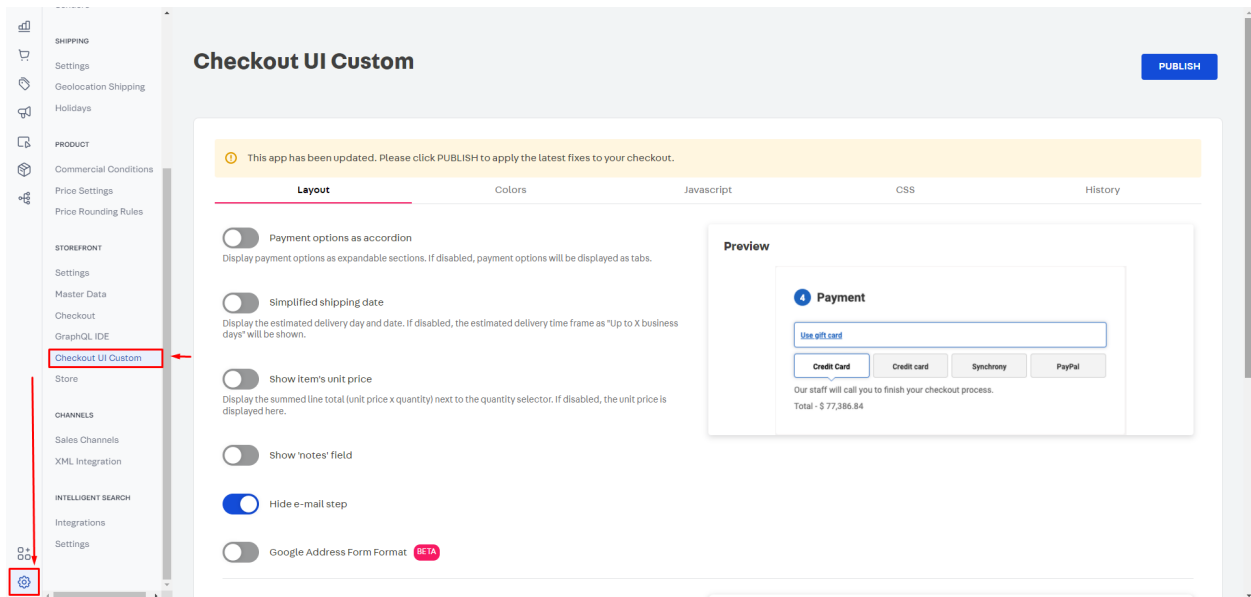 SHIPPING
Settings
Geolocation Shipping
Holidays
PRODUCT
Commercial Conditions
Price Settings
Price Rounding Rules
STOREFRONT
Settings
Master Data
Checkout
GraphQL IDE
Checkout UI Custom
Store
CHANNELS
Sales Channels
XML Integration
INTELLIGENT SEARCH
Integrations
Settings
Checkout UI Custom
PUBLISH
This app has been updated. Please click PUBLISH to apply the latest fixes to your checkout.
Layout
Colors
Javascript
CSS
History
Payment options as accordion
Display payment options as expandable sections. If disabled, payment options will be displayed as tabs.
Simplified shipping date
Display the estimated delivery day and date. If disabled, the estimated delivery time frame as "Up to X business
days" will be shown.
Show item's unit price
Display the summed line total (unit price x quantity) next to the quantity selector. If disabled, the unit price is
displayed here.
Show 'notes' field
Hide e-mail step
Google Address Form Format BETA
Preview
4 Payment
Use gift card
Credit Card
Credit card
Synchrony
PayPal
Our staff will call you to finish your checkout process.
Total - $ 77,386.84